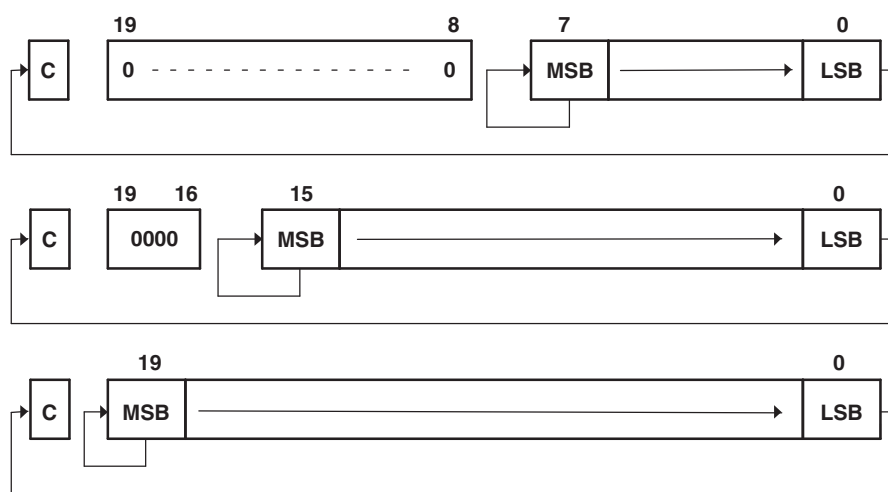 19 8 7 0
C 0 - - - - - - - - - - - - - - - 0 MSB LSB
19 16 15 0
C 0000 MSB LSB
19 0
C MSB LSB